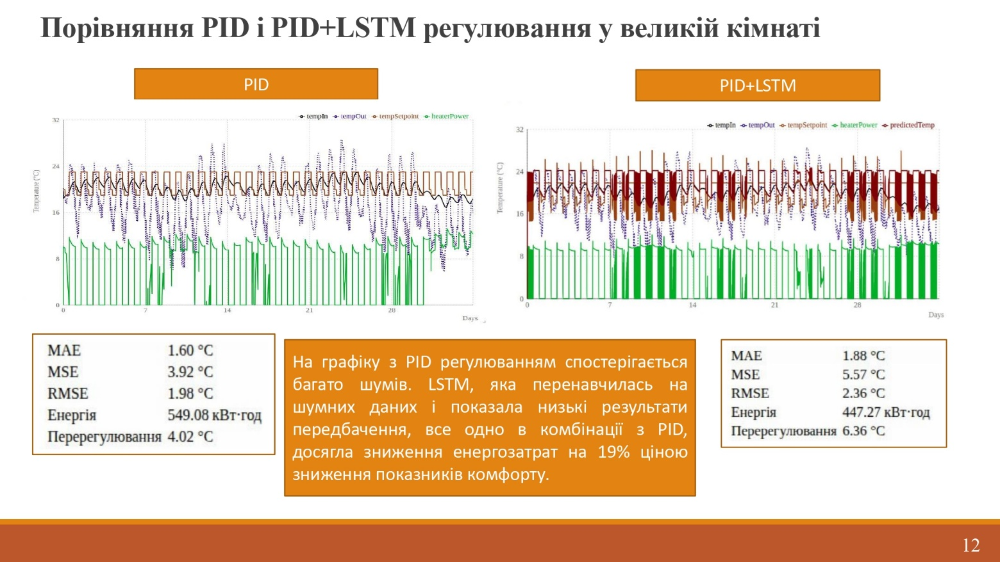 Порівняння PID і PID+LSTM регулювання у великій кімнаті
PID
tempIn tempOut tempSetpoint heaterPower
Temperature (°C)
32
24
16
8
0
0 7 14 21 28
Days
PID+LSTM
tempIn tempOut tempSetpoint heaterPower predictedTemp
Temperature (°C)
32
24
16
8
0
0 7 14 21 28
Days
MAE 1.60 °C
MSE 3.92 °C
RMSE 1.98 °C
Енергія 549.08 кВт·год
Перерегулювання 4.02 °C
На графіку з PID регулюванням спостерігається
багато шумів. LSTM, яка перенавчилась на
шумних даних і показала низькі результати
передбачення, все одно в комбінації з PID,
досягла зниження енергозатрат на 19% ціною
зниження показників комфорту.
MAE 1.88 °C
MSE 5.57 °C
RMSE 2.36 °C
Енергія 447.27 кВт·год
Перерегулювання 6.36 °C
12